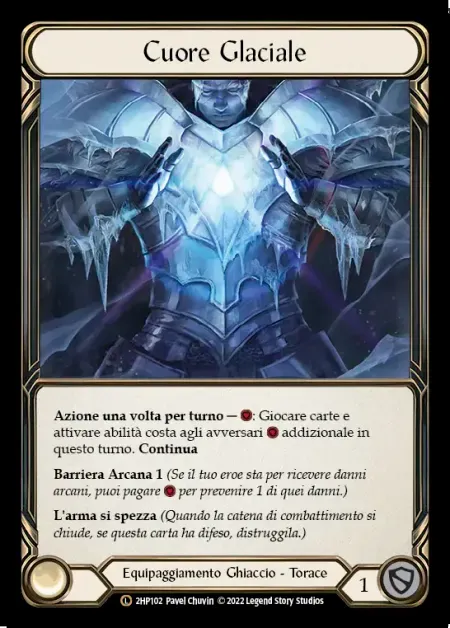 Cuore Glaciale
Azione una volta per turno — : Giocare carte e
attivare abilità costa agli avversari addizionale in
questo turno. Continua
Barriera Arcana 1 (Se il tuo eroe sta per ricevere danni
arcani, puoi pagare per prevenire 1 di quei danni.)
L'arma si spezza (Quando la catena di combattimento si
chiude, se questa carta ha difeso, distruggila.)
Equipaggiamento Ghiaccio - Torace
1
L 2HP102 Pavel Chuvin © 2022 Legend Story Studios